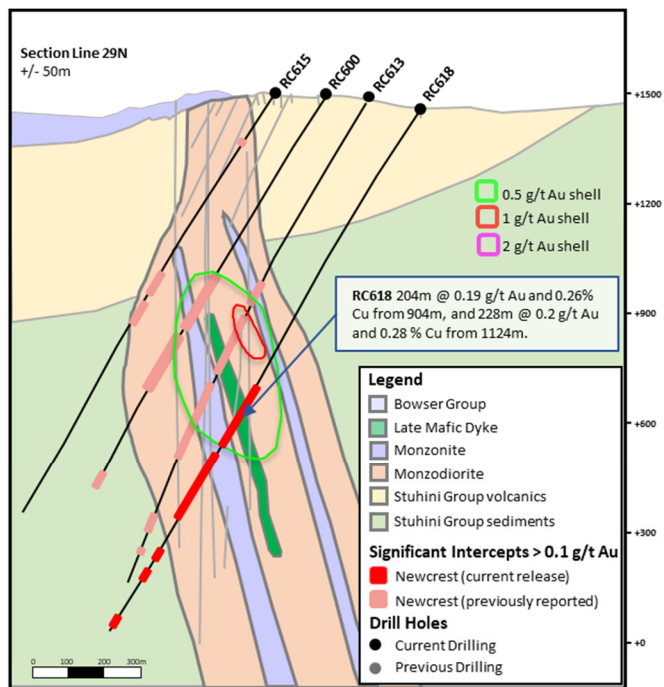 Section Line 29N
+/- 50m
RC615
RC600
RC613
RC618
+1500
+1200
+900
+600
+300
+0
0.5 g/t Au shell
1 g/t Au shell
2 g/t Au shell
RC618 204m @ 0.19 g/t Au and 0.26%
Cu from 904m, and 228m @ 0.2 g/t Au
and 0.28 % Cu from 1124m.
Legend
Bowser Group
Late Mafic Dyke
Monzonite
Monzodiorite
Stuhini Group volcanics
Stuhini Group sediments
Significant Intercepts > 0.1 g/t Au
Newcrest (current release)
Newcrest (previously reported)
Drill Holes
Current Drilling
Previous Drilling
0 100 200 300m